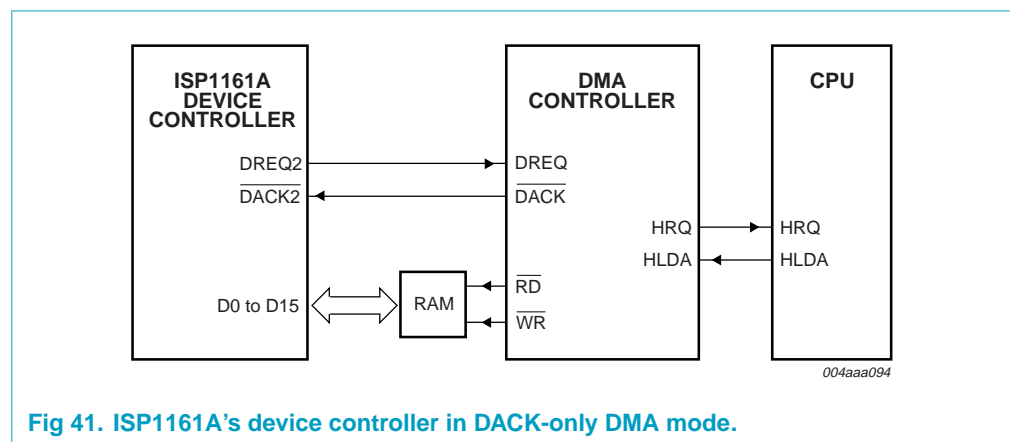 ISP1161A
DEVICE
CONTROLLER
DMA
CONTROLLER
CPU
DREQ2
DREQ
DACK2
DACK
HRQ
HRQ
HLDA
HLDA
RD
D0 to D15
RAM
WR
004aaa094
Fig 41. ISP1161A's device controller in DACK-only DMA mode.